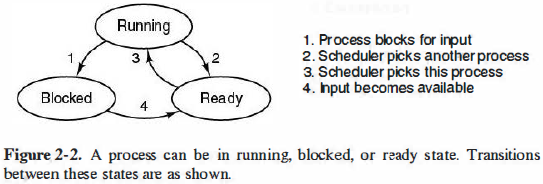 Running
1
3
2
Blocked
4
Ready
1. Process blocks for input
2. Scheduler picks another process
3. Scheduler picks this process
4. Input becomes available
Figure 2-2. A process can be in running, blocked, or ready state. Transitions
between these states are as shown.